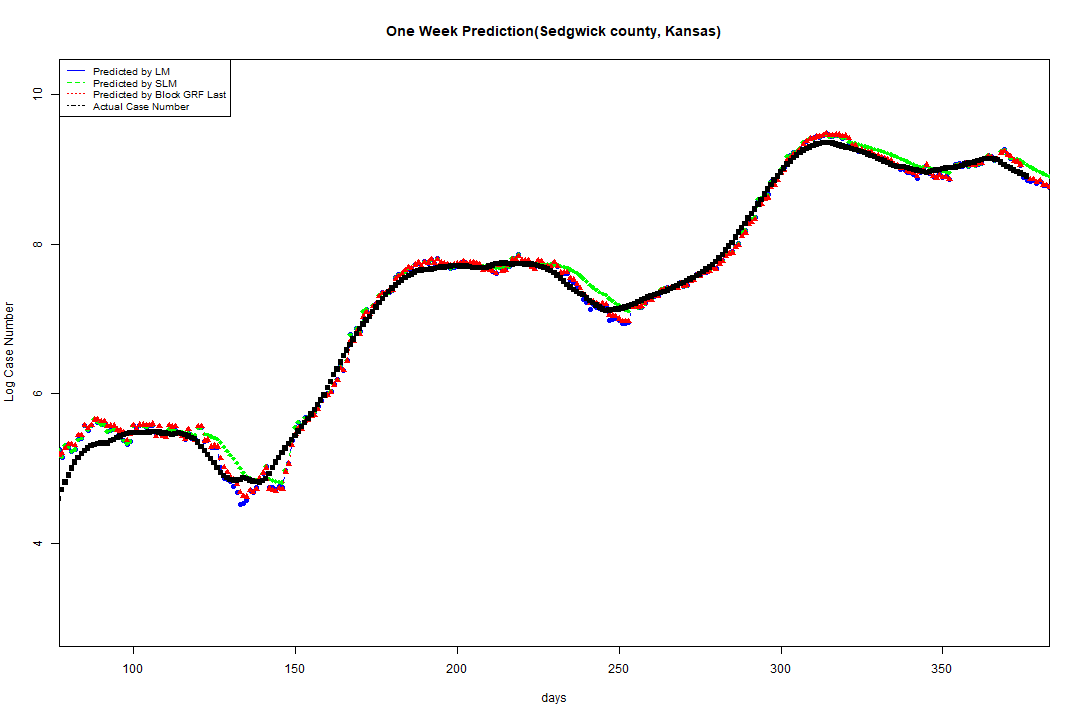 One Week Prediction(Sedgwick county, Kansas)
Predicted by LM
Predicted by SLM
Predicted by Block GRF Last
Actual Case Number
10
8
6
4
Log Case Number
100 150 200 250 300 350
days